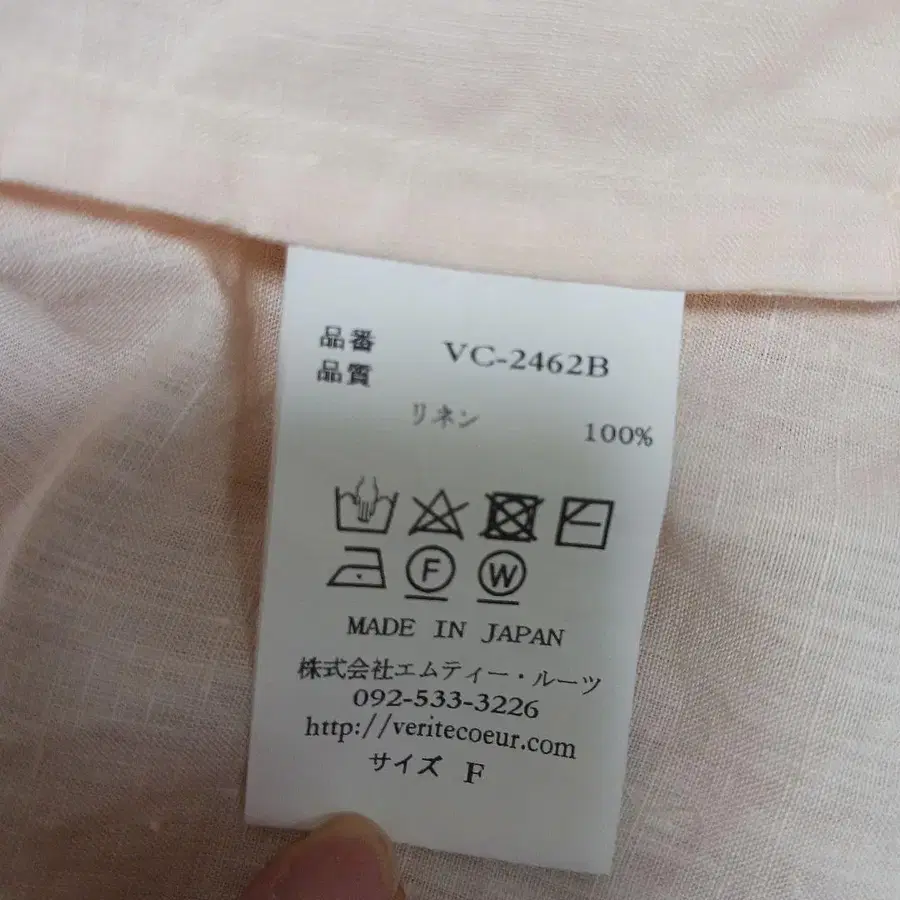 品番 VC-2462B
品質
リネン 100%
F W
MADE IN JAPAN
株式会社エムティー・ルーツ
092-533-3226
http://veritecoeur.com
サイズ F